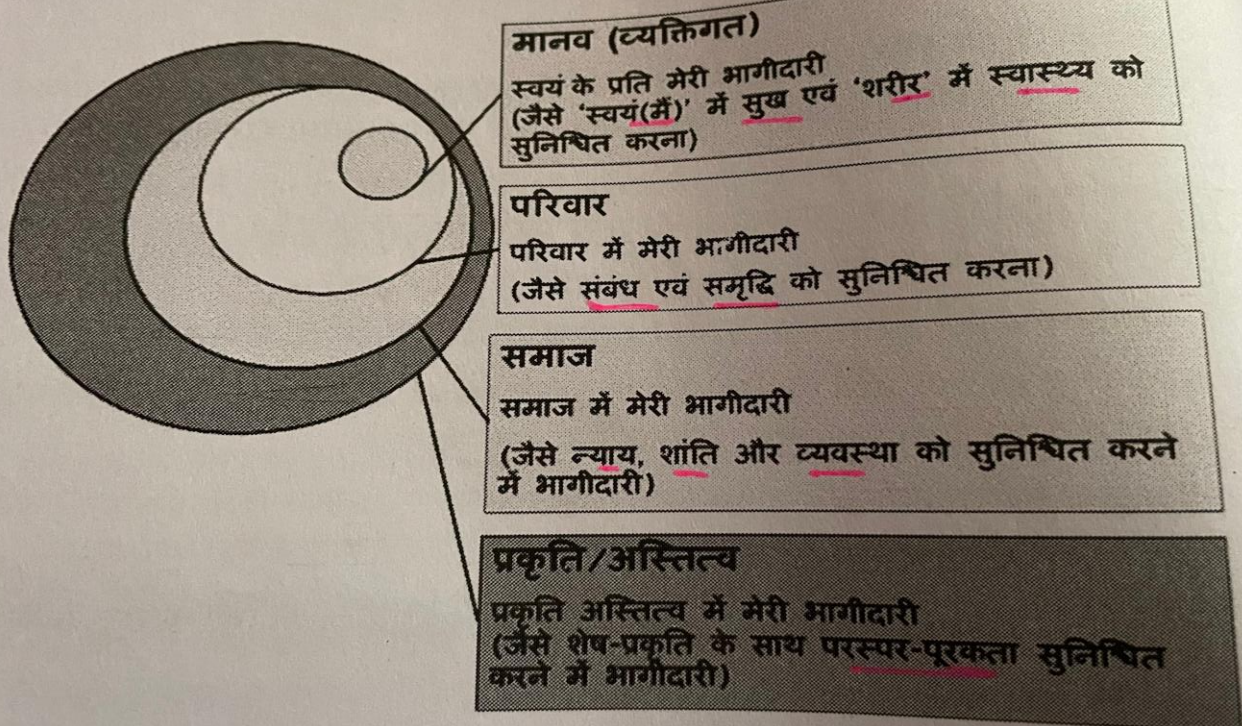 मानव (व्यक्तिगत)
स्वयं के प्रति मेरी भागीदारी
(जैसे 'स्वयं(मैं)' में सुख एवं 'शरीर' में स्वास्थ्य को
सुनिश्चित करना)
परिवार
परिवार में मेरी भागीदारी
(जैसे संबंध एवं समृद्धि को सुनिश्चित करना)
समाज
समाज में मेरी भागीदारी
(जैसे न्याय, शांति और व्यवस्था को सुनिश्चित करने
में भागीदारी)
प्रकृति/अस्तित्व
प्रकृति अस्तित्व में मेरी भागीदारी
(जैसे शेष-प्रकृति के साथ परस्पर-पूरकता सुनिश्चित
करने में भागीदारी)